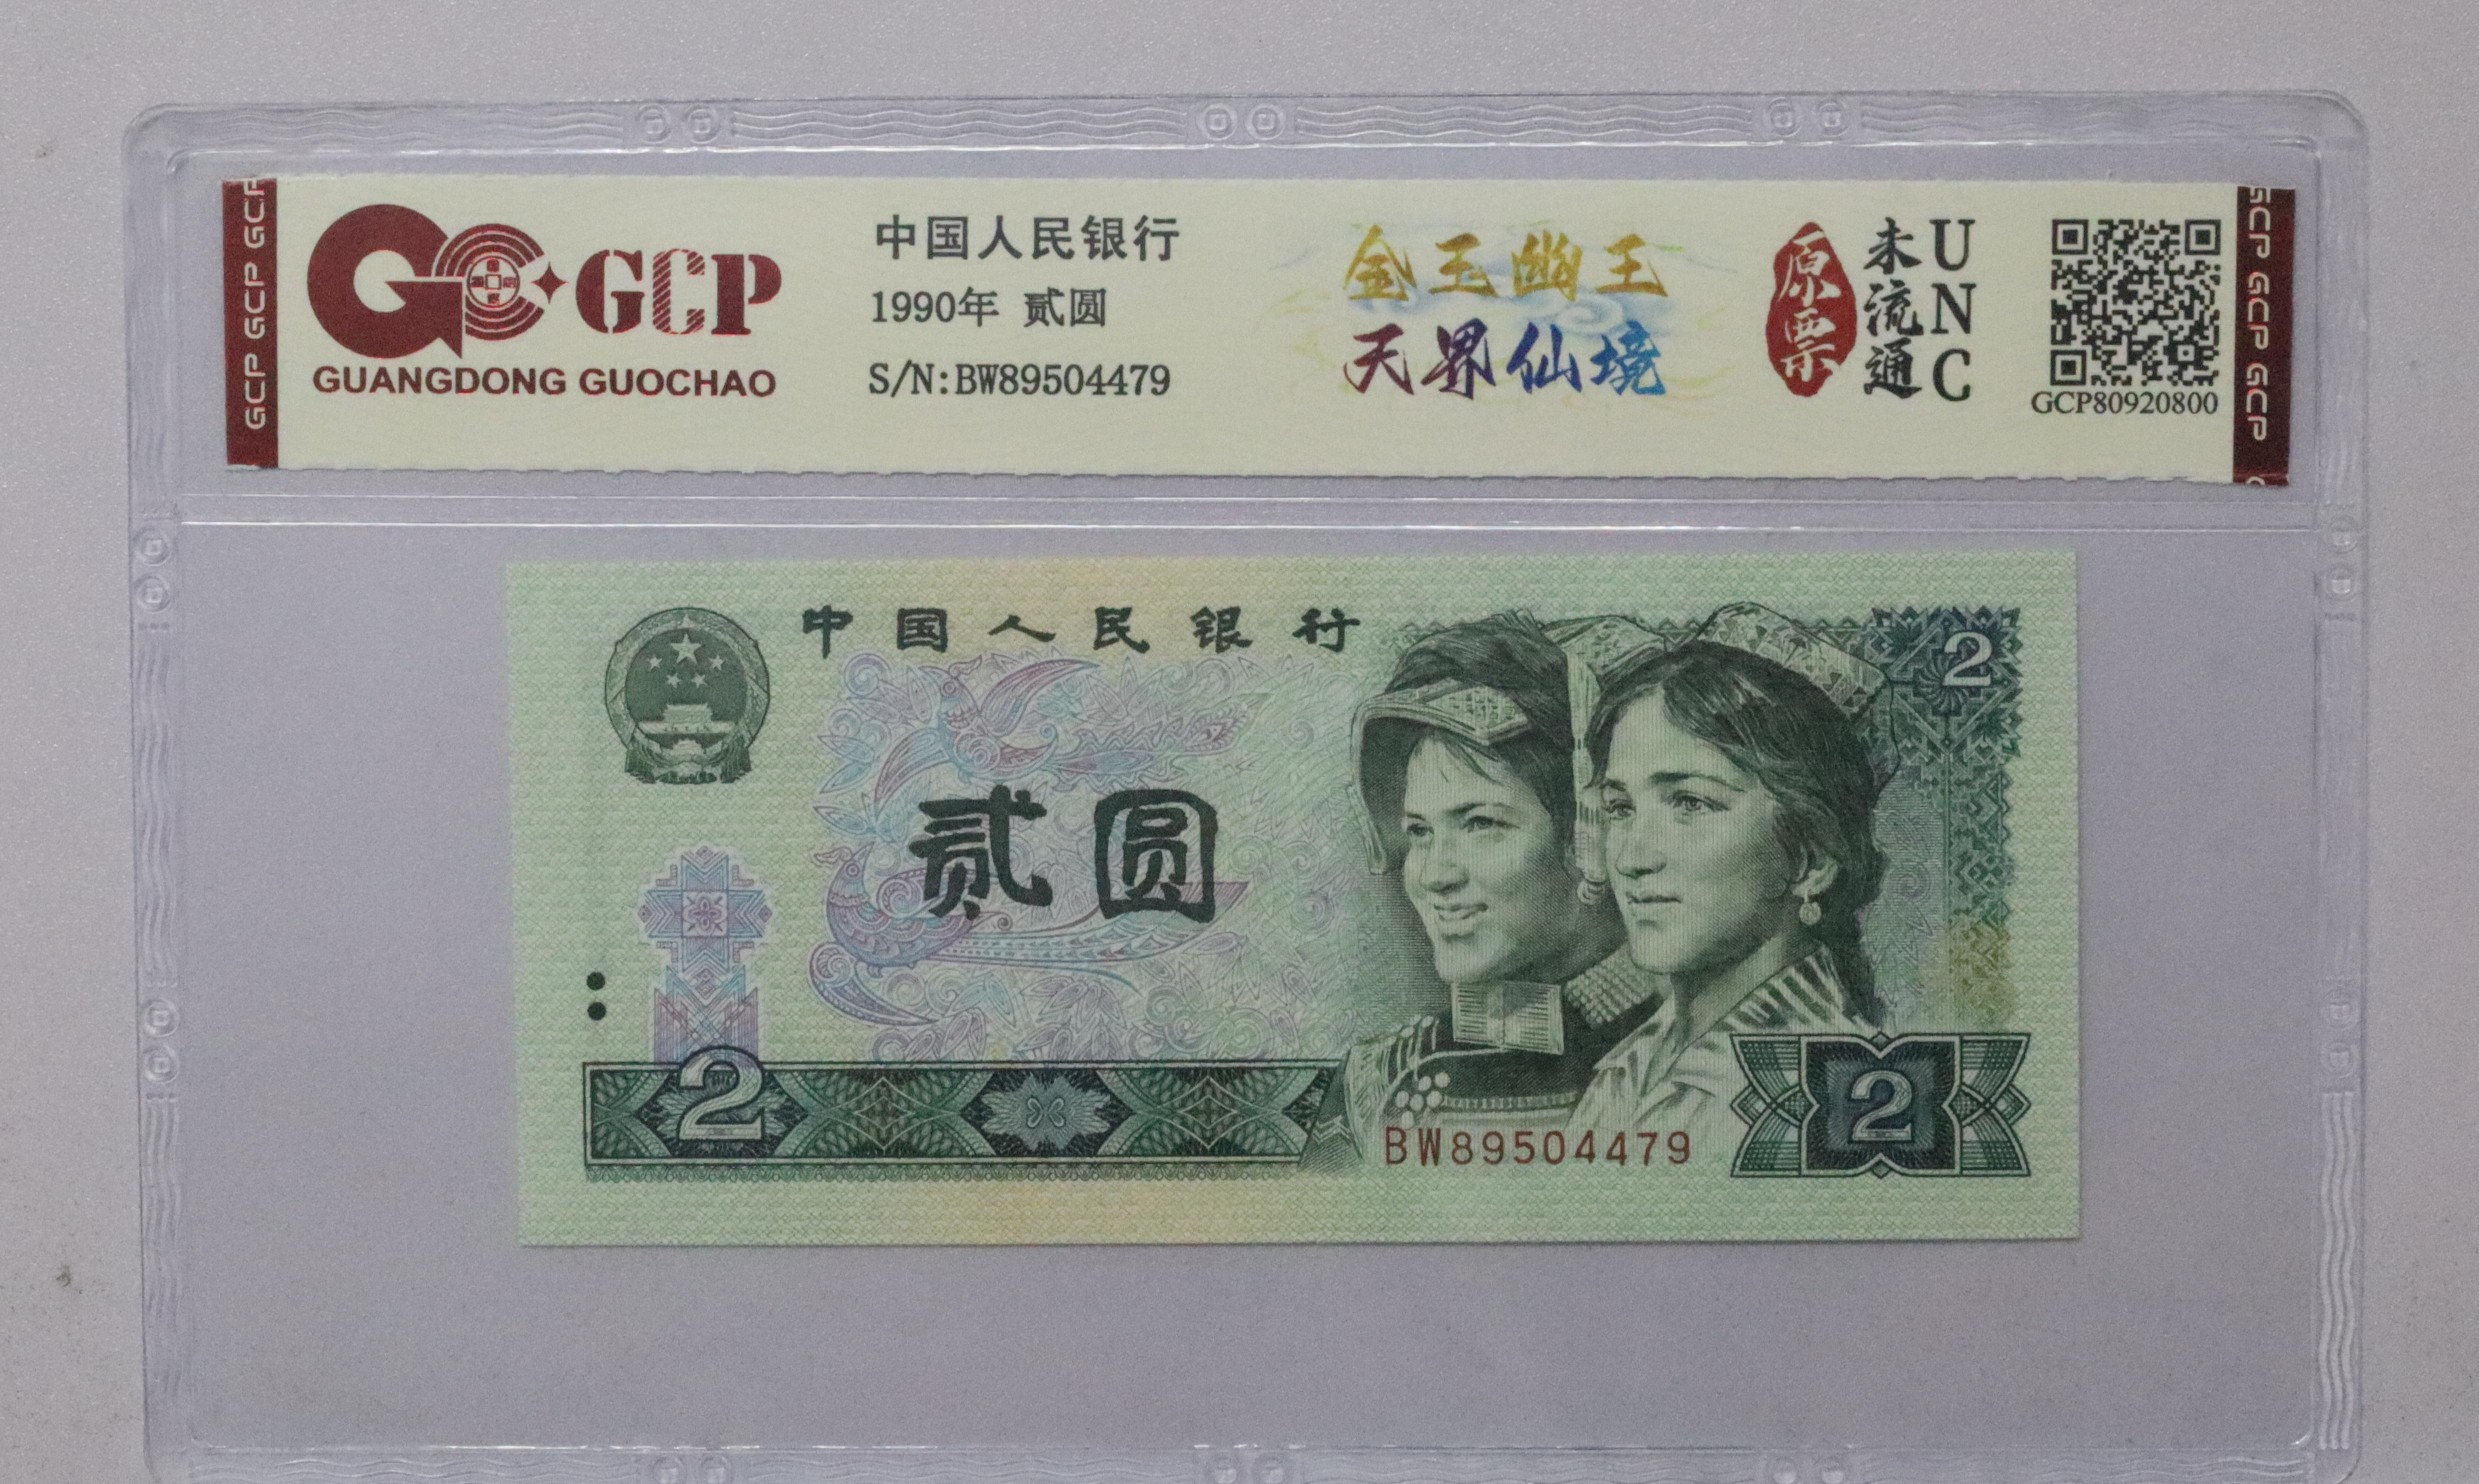 GCP GCP GCP
GCP
GUANGDONG GUOCHAO
中国人民银行
1990年 贰圆
S/N:BW89504479
金玉幽王
天界仙境
原票
未流通
UNC
GCP80920800
GCP GCP GCP
中国人民银行
2
贰圆
2
BW89504479
2